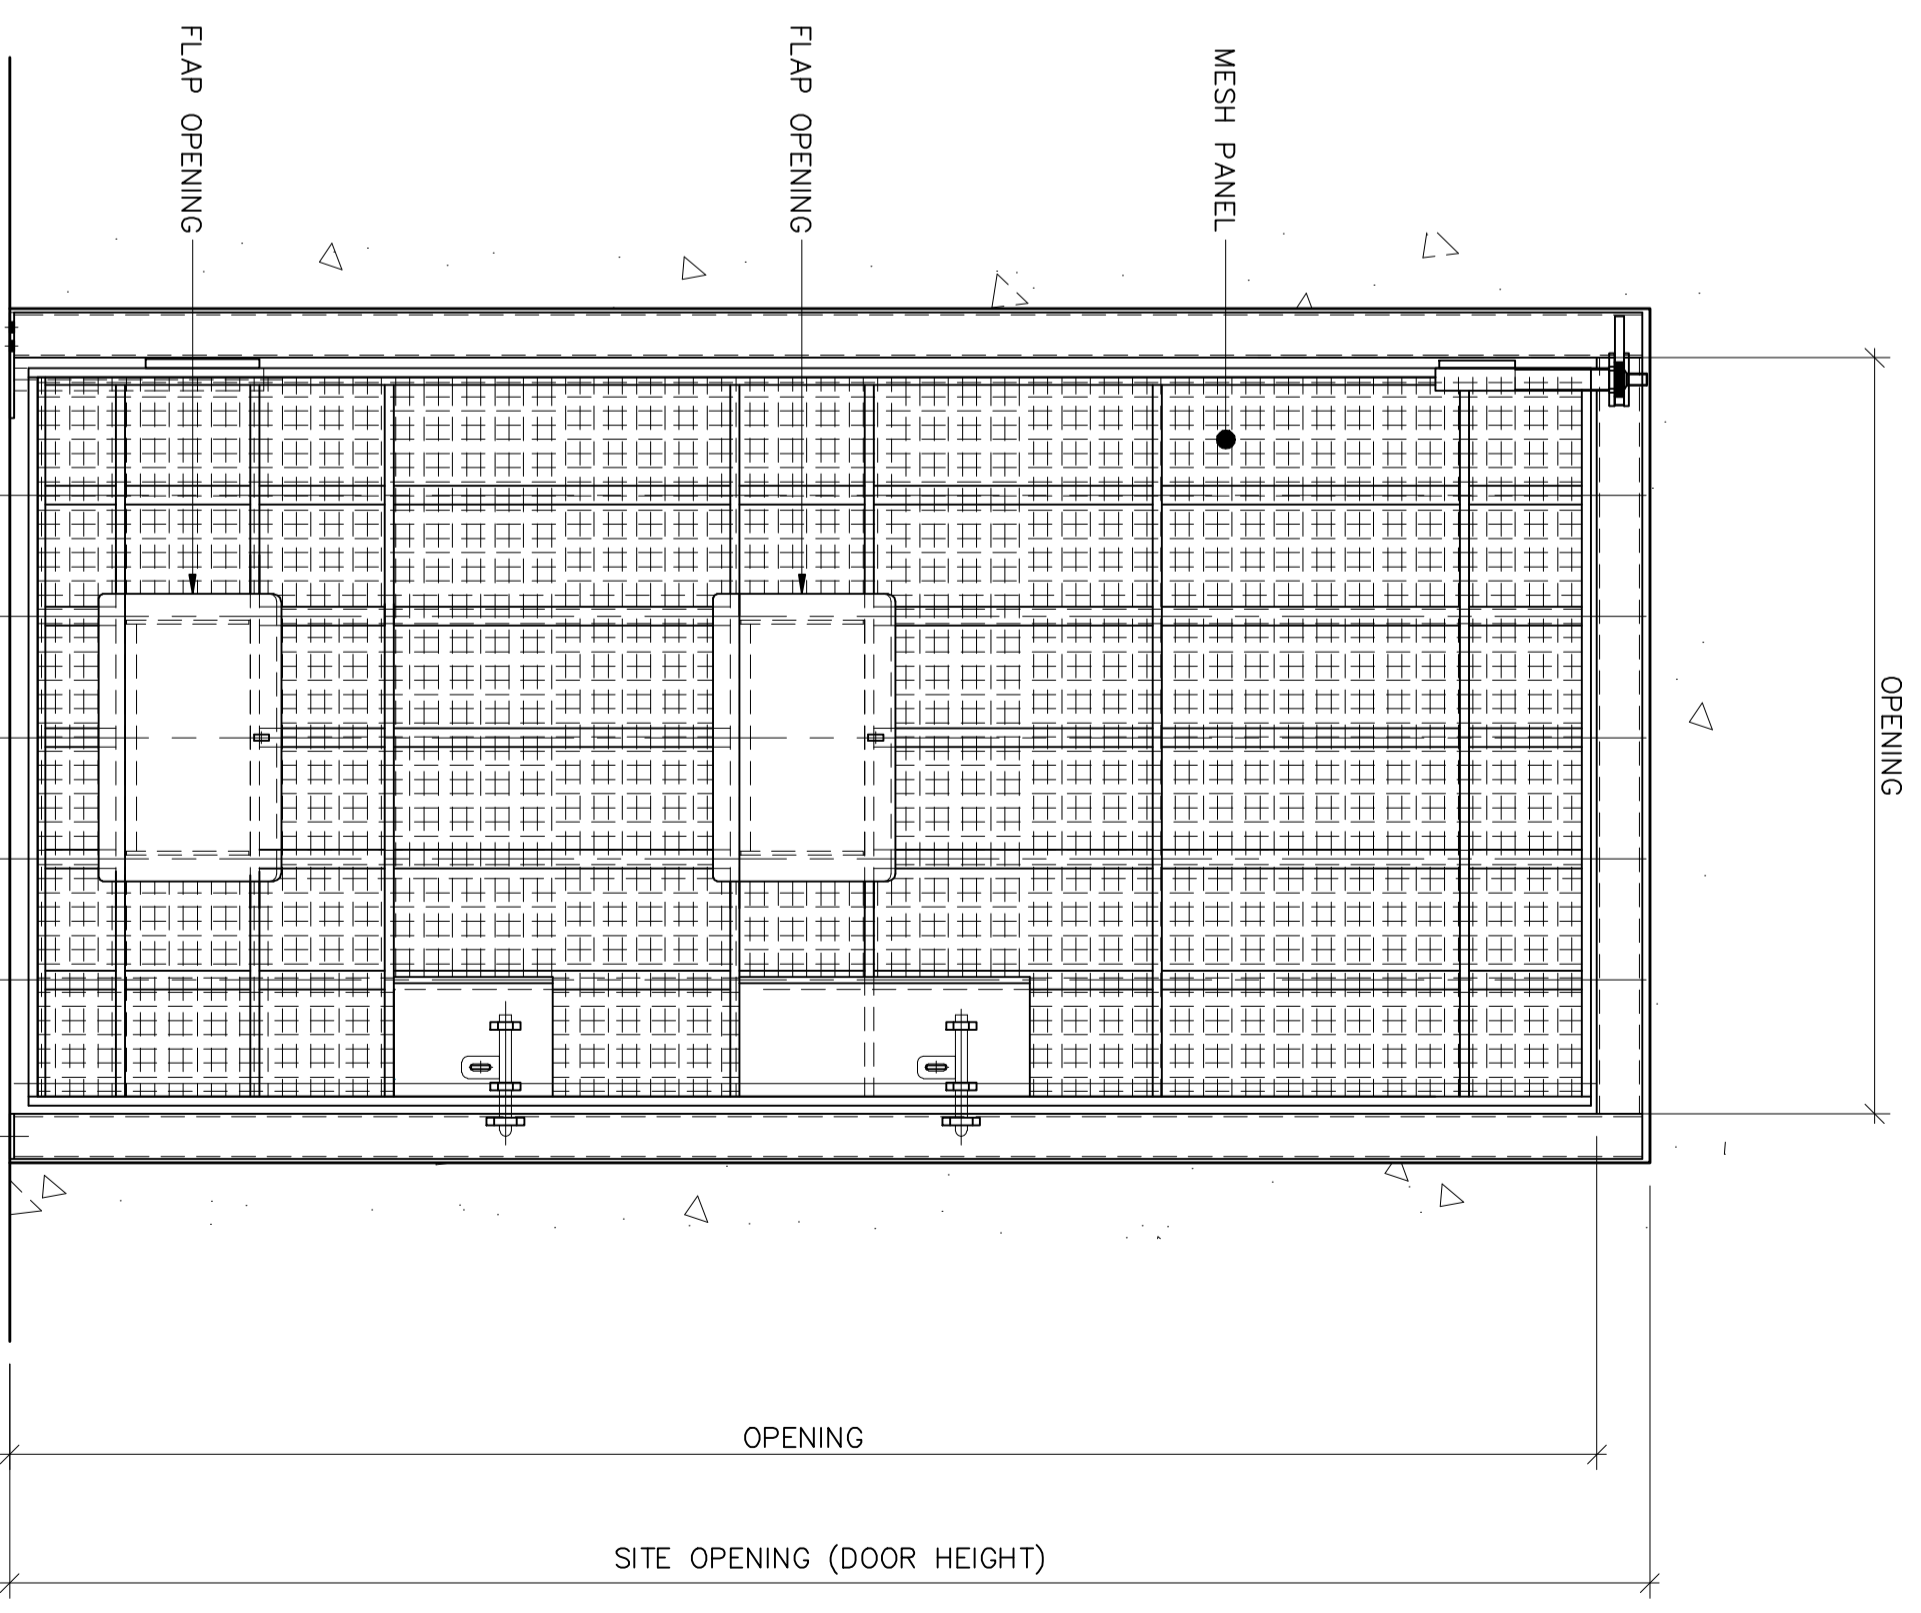 FLAP OPENING
FLAP OPENING
MESH PANEL
OPENING
OPENING
SITE OPENING (DOOR HEIGHT)